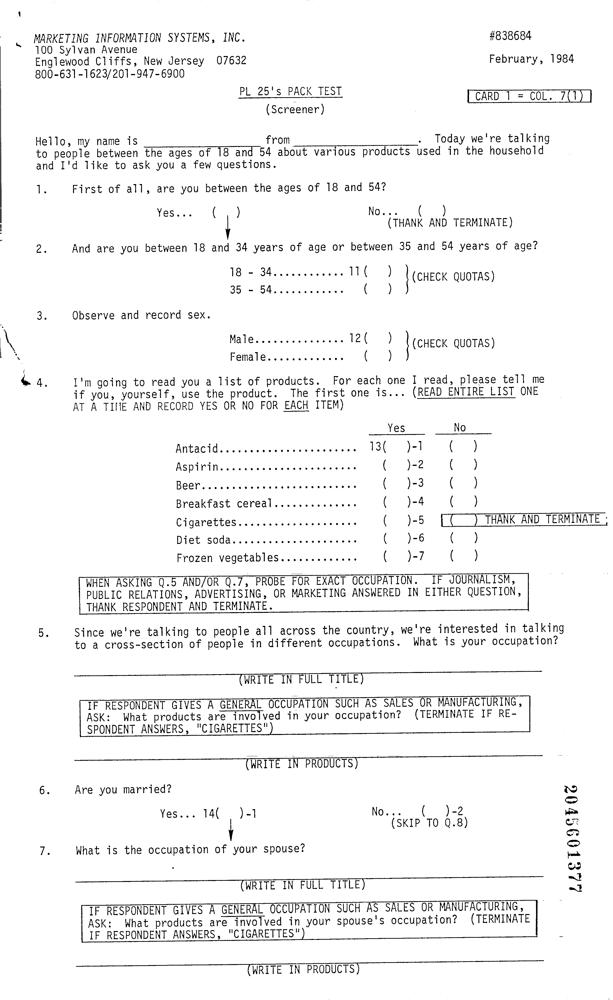 MARKETING INFORMATION SYSTEMS, INC.
#838684
100 Sylvan Avenue
Englewood Cliffs, New Jersey 07632
February, 1984
800-631-1623/201-947-6900
PL 25's PACK TEST
CARD 1 = COL. 7(1)
(Screener)
Hello, my name is ____________ from ____________. Today we're talking
to people between the ages of 18 and 54 about various products used in the household
and I'd like to ask you a few questions.
1. First of all, are you between the ages of 18 and 54?
Yes... ( ) No... ( )
(THANK AND TERMINATE)
2. And are you between 18 and 34 years of age or between 35 and 54 years of age?
18 - 34............ 11( )
35 - 54............ ( )
(CHECK QUOTAS)
3. Observe and record sex.
Male.............. 12( )
Female............. ( )
(CHECK QUOTAS)
4. I'm going to read you a list of products. For each one I read, please tell me
if you, yourself, use the product. The first one is... (READ ENTIRE LIST ONE
AT A TIME AND RECORD YES OR NO FOR EACH ITEM)
Yes No
Antacid...................... 13( )-1 ( )
Aspirin...................... ( )-2 ( )
Beer......................... ( )-3 ( )
Breakfast cereal............. ( )-4 ( )
Cigarettes................... ( )-5 ( ) THANK AND TERMINATE
Diet soda.................... ( )-6 ( )
Frozen vegetables............ ( )-7 ( )
WHEN ASKING Q.5 AND/OR Q.7, PROBE FOR EXACT OCCUPATION. IF JOURNALISM,
PUBLIC RELATIONS, ADVERTISING, OR MARKETING ANSWERED IN EITHER QUESTION,
THANK RESPONDENT AND TERMINATE.
5. Since we're talking to people all across the country, we're interested in talking
to a cross-section of people in different occupations. What is your occupation?
(WRITE IN FULL TITLE)
IF RESPONDENT GIVES A GENERAL OCCUPATION SUCH AS SALES OR MANUFACTURING,
ASK: What products are involved in your occupation? (TERMINATE IF RE-
SPONDENT ANSWERS, "CIGARETTES")
(WRITE IN PRODUCTS)
6. Are you married?
Yes... 14( )-1 No... ( )-2
(SKIP TO Q.8)
7. What is the occupation of your spouse?
(WRITE IN FULL TITLE)
IF RESPONDENT GIVES A GENERAL OCCUPATION SUCH AS SALES OR MANUFACTURING,
ASK: What products are involved in your spouse's occupation? (TERMINATE
IF RESPONDENT ANSWERS, "CIGARETTES")
(WRITE IN PRODUCTS)
2045601377